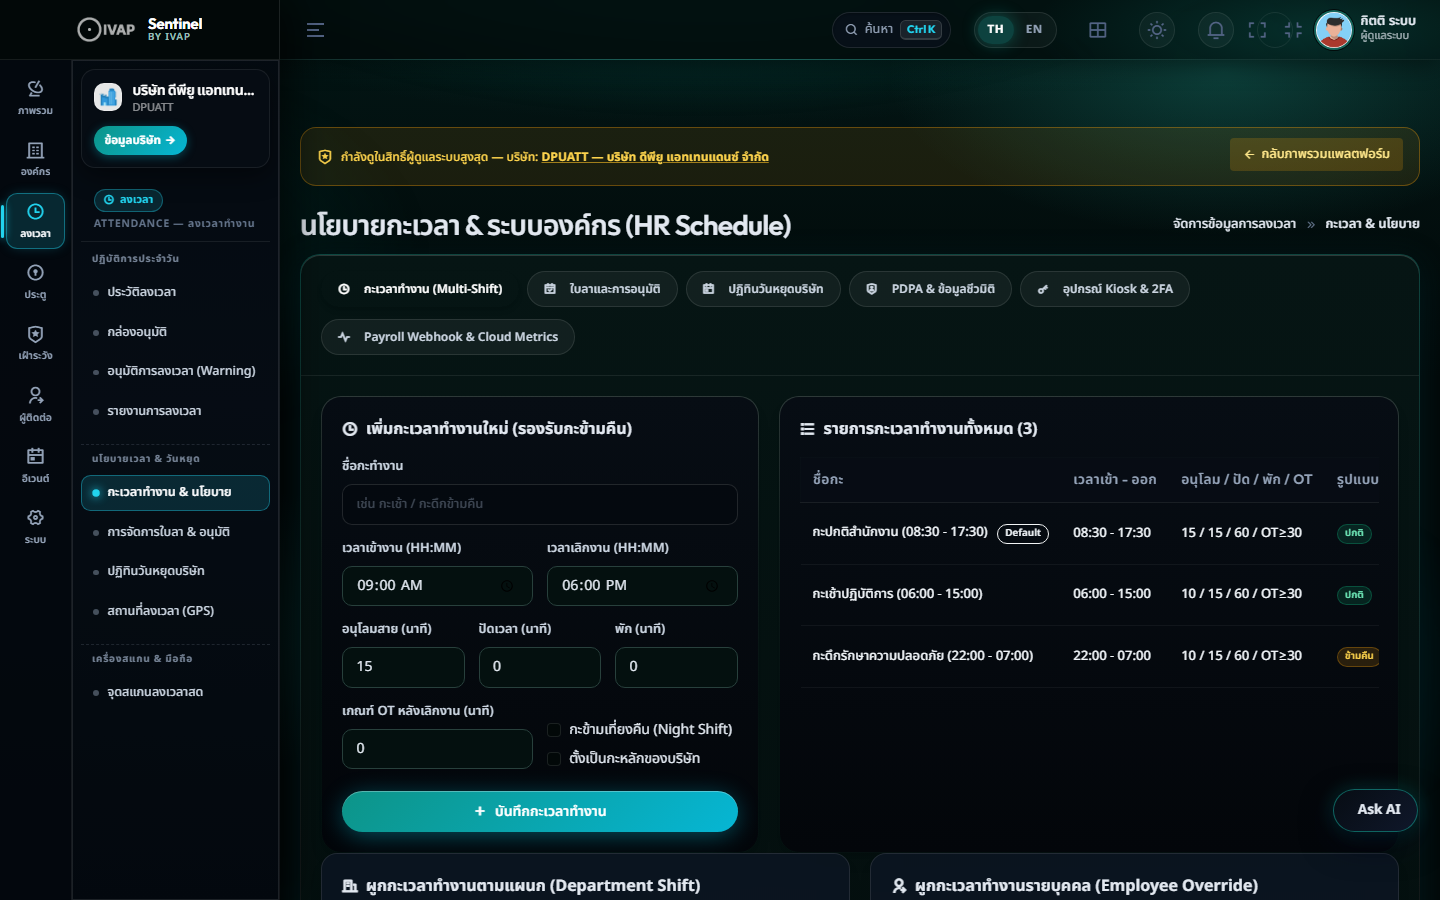 IVAP
Sentinel
BY IVAP
ค้นหา
Ctrl K
TH
EN
กิตติ ระบบ
ผู้ดูแลระบบ
ภาพรวม
องค์กร
ลงเวลา
ประตู
เฝ้าระวัง
ผู้ติดต่อ
อีเวนต์
ระบบ
บริษัท ดีพียู แอทเทน...
DPUATT
ข้อมูลบริษัท →
ลงเวลา
ATTENDANCE — ลงเวลาทำงาน
ปฏิบัติการประจำวัน
ประวัติลงเวลา
กล่องอนุมัติ
อนุมัติการลงเวลา (Warning)
รายงานการลงเวลา
นโยบายเวลา & วันหยุด
กะเวลาทำงาน & นโยบาย
การจัดการใบลา & อนุมัติ
ปฏิทินวันหยุดบริษัท
สถานที่ลงเวลา (GPS)
เครื่องสแกน & มือถือ
จุดสแกนลงเวลาสด
กำลังดูในสิทธิ์ผู้ดูแลระบบสูงสุด — บริษัท: DPUATT — บริษัท ดีพียู แอทเทนแดนซ์ จำกัด
← กลับภาพรวมแพลตฟอร์ม
นโยบายกะเวลา & ระบบองค์กร (HR Schedule)
จัดการข้อมูลการลงเวลา » กะเวลา & นโยบาย
กะเวลาทำงาน (Multi-Shift)
ใบลาและการอนุมัติ
ปฏิทินวันหยุดบริษัท
PDPA & ข้อมูลชีวมิติ
อุปกรณ์ Kiosk & 2FA
Payroll Webhook & Cloud Metrics
เพิ่มกะเวลาทำงานใหม่ (รองรับกะข้ามคืน)
ชื่อกะทำงาน
เช่น กะเช้า / กะดึกข้ามคืน
เวลาเข้างาน (HH:MM)
เวลาเลิกงาน (HH:MM)
09:00 AM
06:00 PM
อนุโลมสาย (นาที)
ปัดเวลา (นาที)
พัก (นาที)
15
0
0
เกณฑ์ OT หลังเลิกงาน (นาที)
0
กะข้ามเที่ยงคืน (Night Shift)
ตั้งเป็นกะหลักของบริษัท
+ บันทึกกะเวลาทำงาน
รายการกะเวลาทำงานทั้งหมด (3)
ชื่อกะ
เวลาเข้า - ออก
อนุโลม / ปัด / พัก / OT
รูปแบบ
กะปกติสำนักงาน (08:30 - 17:30) Default
08:30 - 17:30
15 / 15 / 60 / OT≥30
ปกติ
กะเช้าปฏิบัติการ (06:00 - 15:00)
06:00 - 15:00
10 / 15 / 60 / OT≥30
ปกติ
กะดึกรักษาความปลอดภัย (22:00 - 07:00)
22:00 - 07:00
10 / 15 / 60 / OT≥30
ข้ามคืน
Ask AI
ผูกกะเวลาทำงานตามแผนก (Department Shift)
ผูกกะเวลาทำงานรายบุคคล (Employee Override)